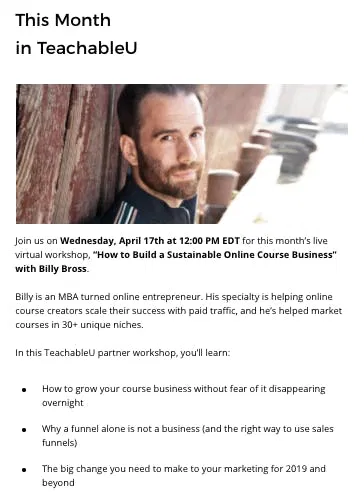 This Month
in TeachableU
Join us on Wednesday, April 17th at 12:00 PM EDT for this month's live
virtual workshop, “How to Build a Sustainable Online Course Business”
with Billy Bross.
Billy is an MBA turned online entrepreneur. His specialty is helping online
course creators scale their success with paid traffic, and he's helped market
courses in 30+ unique niches.
In this TeachableU partner workshop, you'll learn:
• How to grow your course business without fear of it disappearing
overnight
• Why a funnel alone is not a business (and the right way to use sales
funnels)
• The big change you need to make to your marketing for 2019 and
beyond